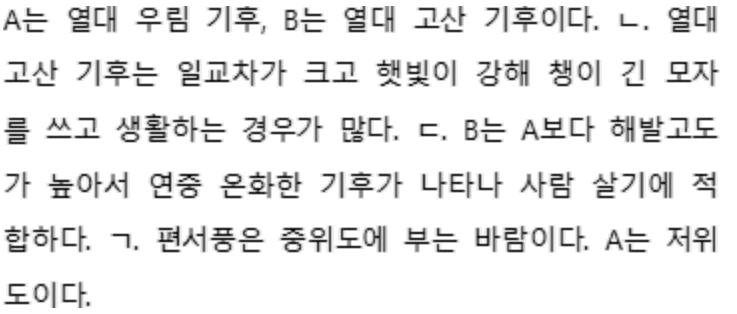 A는 열대 우림 기후, B는 열대 고산 기후이다. ㄴ. 열대
고산 기후는 일교차가 크고 햇빛이 강해 챙이 긴 모자
를 쓰고 생활하는 경우가 많다. ㄷ. B는 A보다 해발고도
가 높아서 연중 온화한 기후가 나타나 사람 살기에 적
합하다. ㄱ. 편서풍은 중위도에 부는 바람이다. A는 저위
도이다.